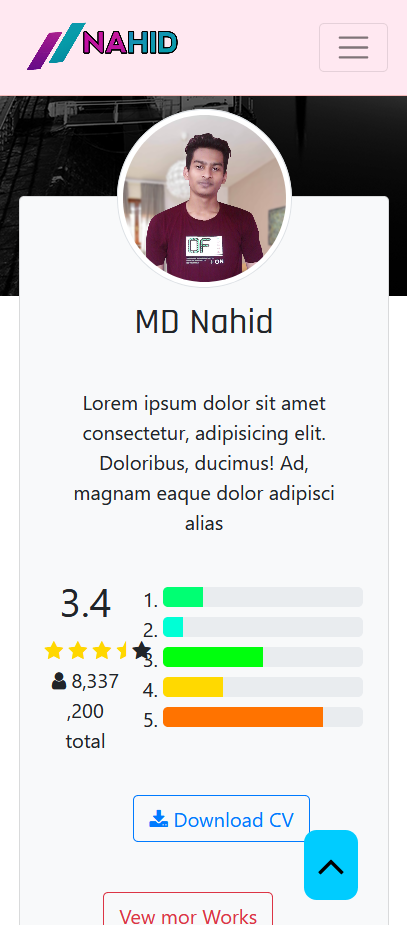 NAHID
MD Nahid
Lorem ipsum dolor sit amet
consectetur, adipisicing elit.
Doloribus, ducimus! Ad,
magnam eaque dolor adipisci
alias
3.4
8,337
,200
total
1.
2.
3.
4.
5.
Download CV
Vew mor Works